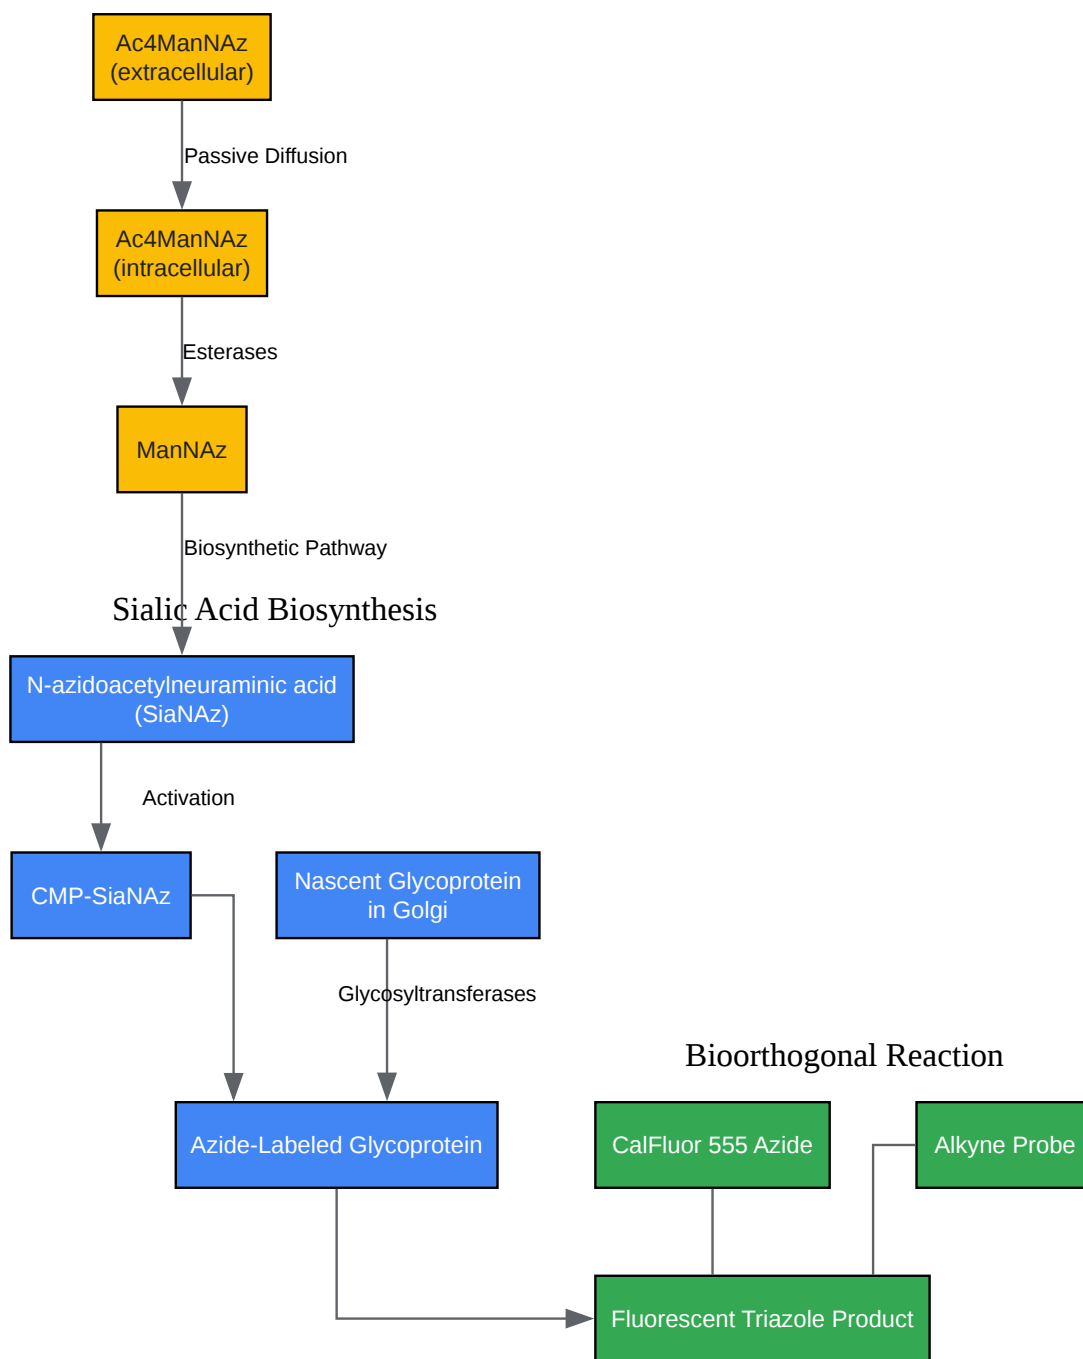 Ac4ManNAz
(extracellular)
Passive Diffusion
Ac4ManNAz
(intracellular)
Esterases
ManNAz
Biosynthetic Pathway
Sialic Acid Biosynthesis
N-azidoacetylneuraminic acid
(SiaNAz)
Activation
CMP-SiaNAz
Nascent Glycoprotein
in Golgi
Glycosyltransferases
Bioorthogonal Reaction
Azide-Labeled Glycoprotein
CalFluor 555 Azide
Alkyne Probe
Fluorescent Triazole Product